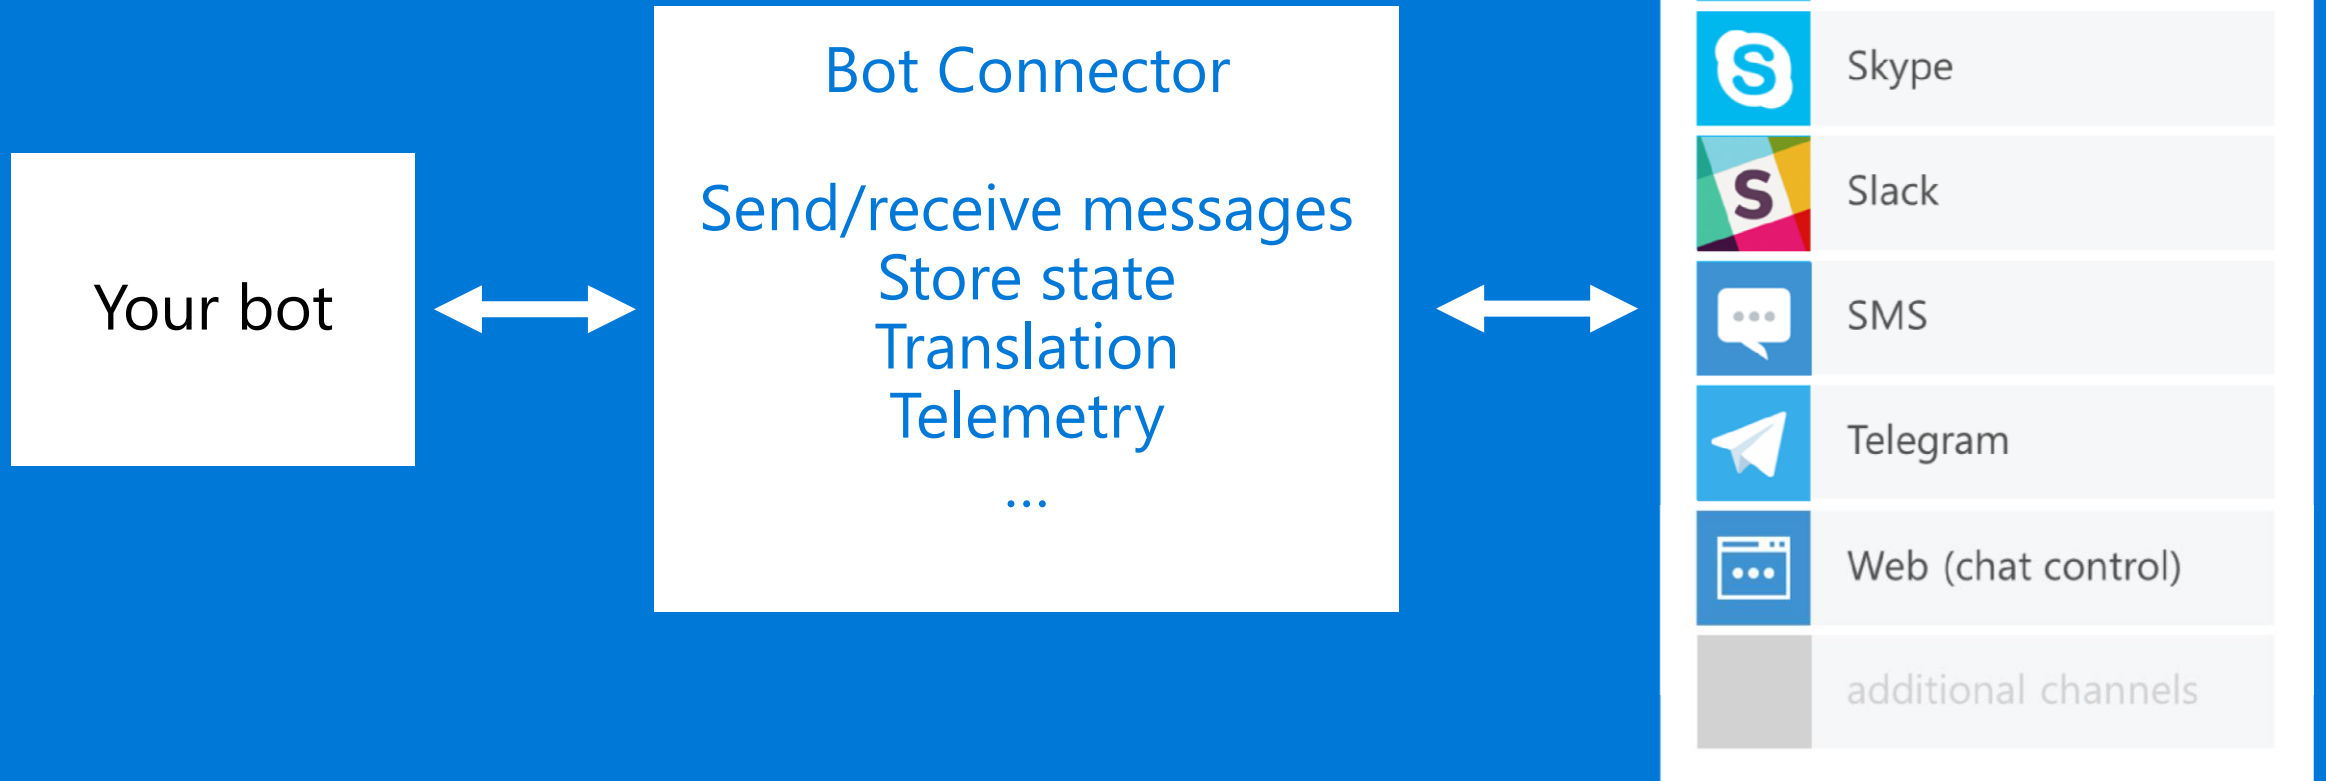 Your bot
Bot Connector
Send/receive messages
Store state
Translation
Telemetry
...
Skype
Slack
SMS
Telegram
Web (chat control)
additional channels